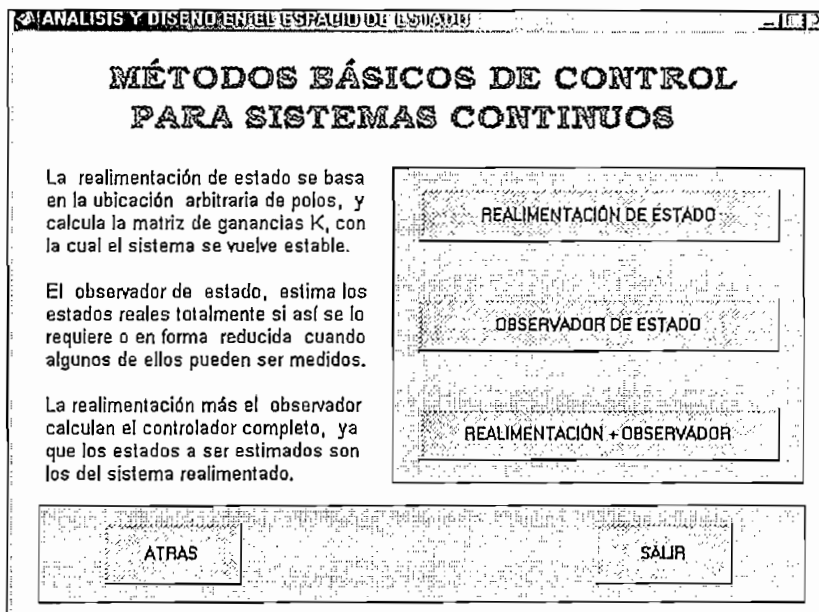 ANALISIS Y DISEÑO EN EL ESPACIO DE ESTADO
MÉTODOS BÁSICOS DE CONTROL
PARA SISTEMAS CONTINUOS
La realimentación de estado se basa
en la ubicación arbitraria de polos, y
calcula la matriz de ganancias K, con
la cual el sistema se vuelve estable.
El observador de estado, estima los
estados reales totalmente si así se lo
requiere o en forma reducida cuando
algunos de ellos pueden ser medidos.
La realimentación más el observador
calculan el controlador completo, ya
que los estados a ser estimados son
los del sistema realimentado.
REALIMENTACIÓN DE ESTADO
OBSERVADOR DE ESTADO
REALIMENTACIÓN + OBSERVADOR
ATRAS
SALIR